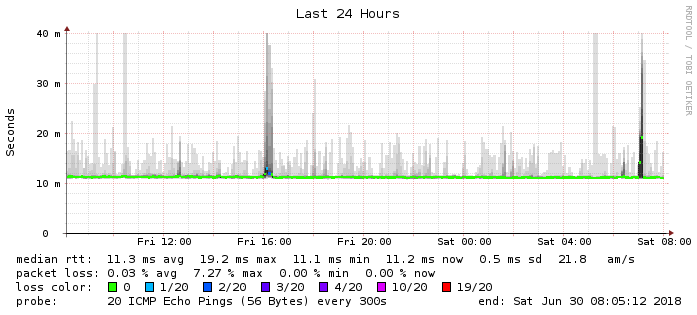 Last 24 Hours
RRDTOOL / TOBI OETIKER
Seconds
40 m
30 m
20 m
10 m
0
Fri 12:00 Fri 16:00 Fri 20:00 Sat 00:00 Sat 04:00 Sat 08:00
median rtt: 11.3 ms avg 19.2 ms max 11.1 ms min 11.2 ms now 0.5 ms sd 21.8 am/s
packet loss: 0.03 % avg 7.27 % max 0.00 % min 0.00 % now
loss color: 0 1/20 2/20 3/20 4/20 10/20 19/20
probe: 20 ICMP Echo Pings (56 Bytes) every 300s end: Sat Jun 30 08:05:12 2018